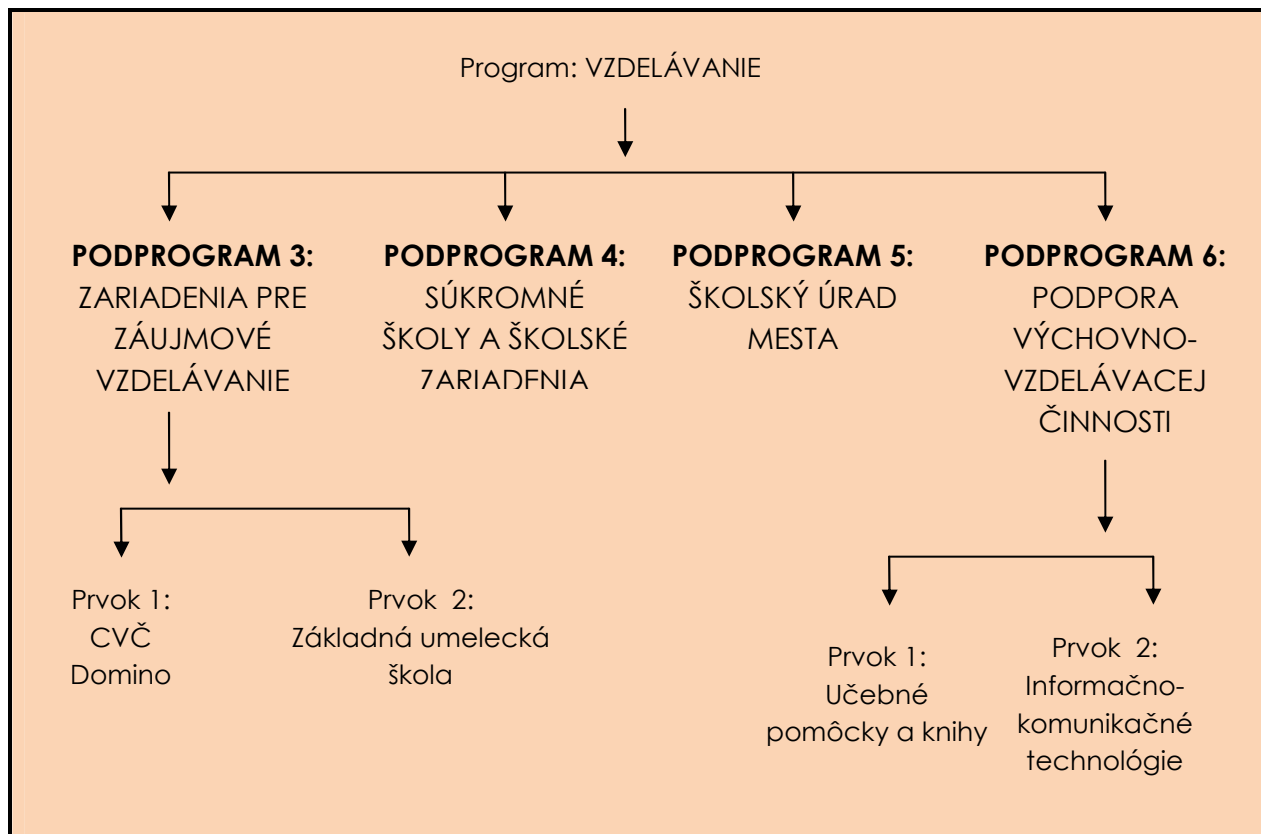 Program: VZDELÁVANIE
PODPROGRAM 3:
ZARIADENIA PRE
ZÁUJMOVÉ
VZDELÁVANIE
PODPROGRAM 4:
SÚKROMNÉ
ŠKOLY A ŠKOLSKÉ
ZARIADENIA
PODPROGRAM 5:
ŠKOLSKÝ ÚRAD
MESTA
PODPROGRAM 6:
PODPORA
VÝCHOVNO-
VZDELÁVACEJ
ČINNOSTI
Prvok 1:
CVČ
Domino
Prvok 2:
Základná umelecká
škola
Prvok 1:
Učebné
pomôcky a knihy
Prvok 2:
Informačno-
komunikačné
technológie